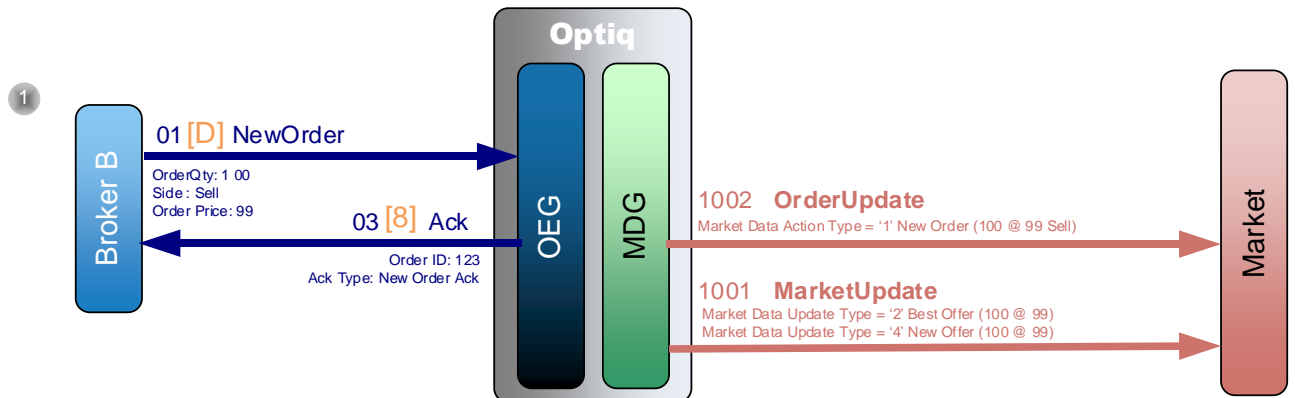 Optiq
1
Broker B
01 [D] NewOrder
OrderQty: 1 00
Side : Sell
Order Price: 99
03 [8] Ack
Order ID: 123
Ack Type: New Order Ack
OEG
MDG
1002 OrderUpdate
Market Data Action Type = ‘1’ New Order (100 @ 99 Sell)
1001 MarketUpdate
Market Data Update Type = ‘2’ Best Offer (100 @ 99)
Market Data Update Type = ‘4’ New Offer (100 @ 99)
Market